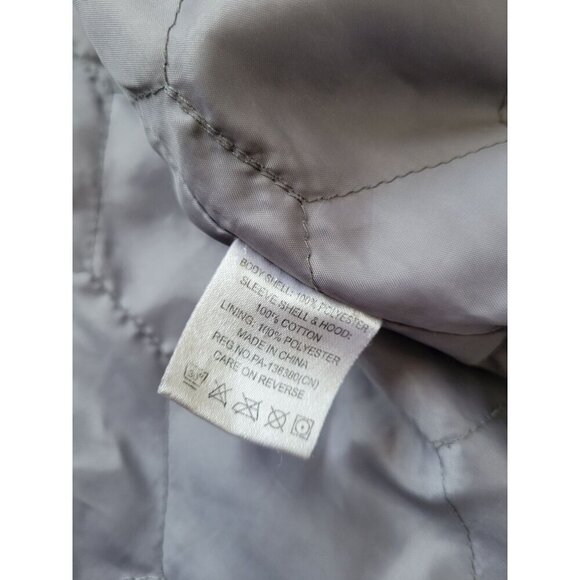 BODY SHELL: 100% POLYESTER
SLEEVE SHELL & HOOD:
100% COTTON
LINING: 100% POLYESTER
MADE IN CHINA
REG.NO.PA-136380(CN)
CARE ON REVERSE